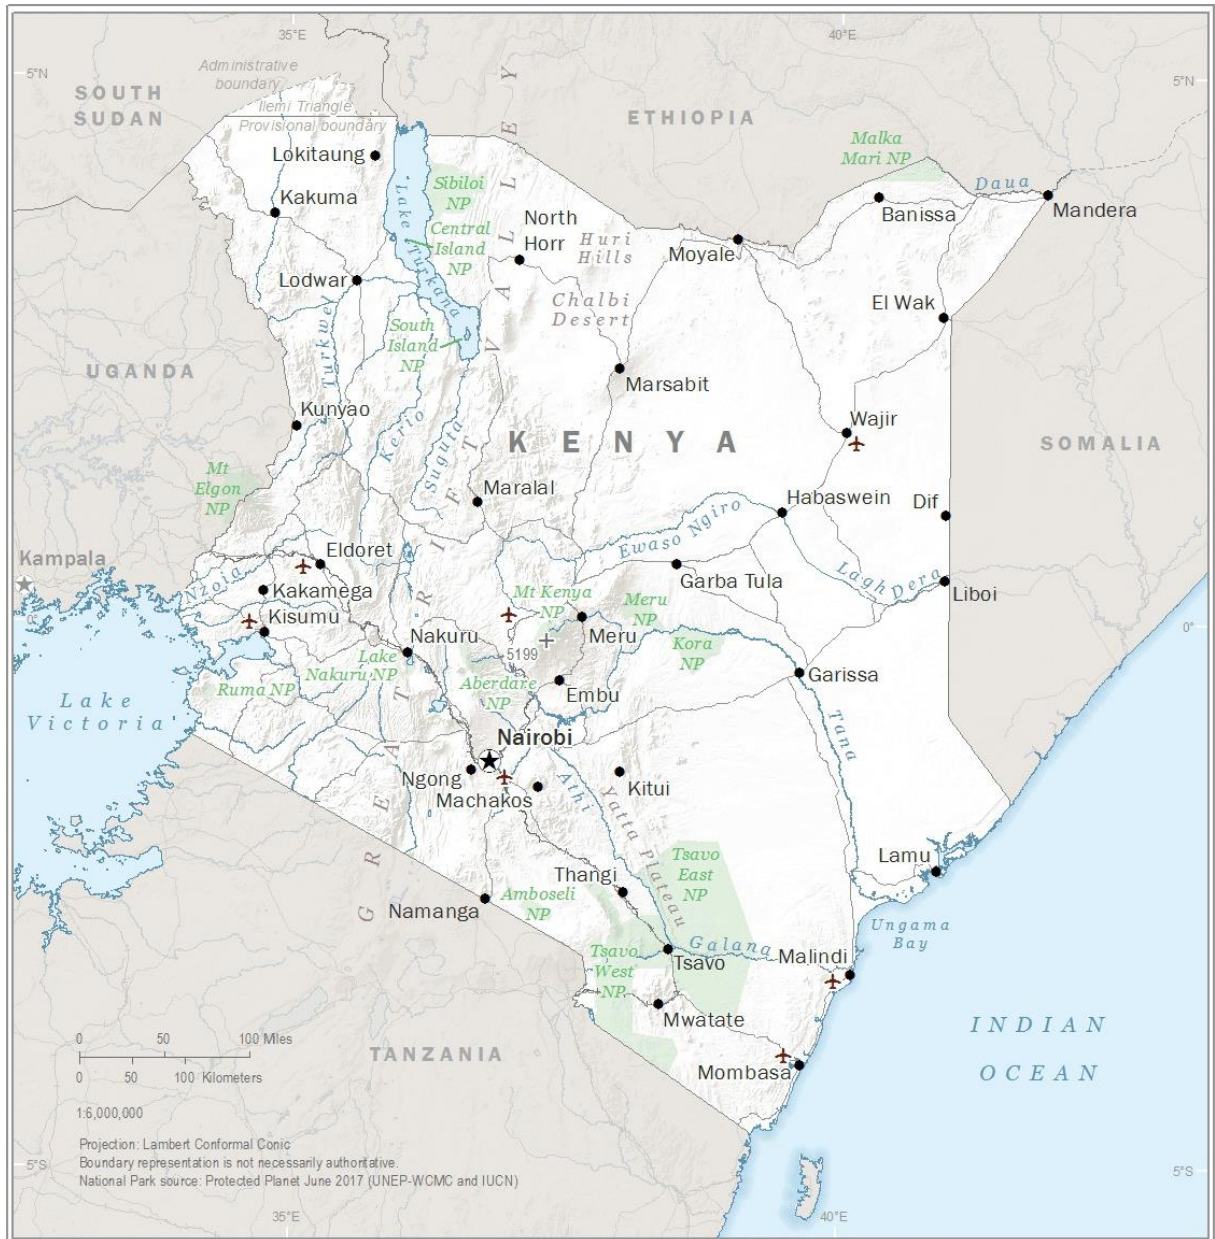 35°E
40°E
5°N
5°N
Administrative
boundary
Ilemi Triangle
Provisional boundary
SOUTH
SUDAN
ETHIOPIA
Malka
Mari NP
Lokitaung
Daua
Mandera
Banissa
Kakuma
Sibiloi
NP
Lake Turkana
Central
Island
NP
North
Horr
Huri
Hills
Moyale
Lodwar
Chalbi
Desert
El Wak
South
Island
NP
Turkwel
UGANDA
Marsabit
Kunyao
Kerio
Suguta
KENYA
Wajir
SOMALIA
Mt
Elgon
NP
Maralal
Habaswein
Dif
Ewaso Ngiro
Kampala
Eldoret
Nzoia
Kakamega
Garba Tula
Lagh Dera
Liboi
Mt Kenya
NP
Meru
NP
Kisumu
0°
0°
Nakuru
5199
Meru
Kora
NP
Lake
Nakuru NP
Ruma NP
Aberdare
NP
Embu
Garissa
Lake
Victoria
Tana
Nairobi
Ngong
Machakos
Athi
Kitui
Yatta Plateau
GREAT RIFT VALLEY
Tsavo
East
NP
Lamu
Thangi
Amboseli
NP
Namanga
Ungama
Bay
Galana
Malindi
Tsavo
West
NP
Tsavo
Mwatate
INDIAN
OCEAN
TANZANIA
Mombasa
0 50 100 Miles
0 50 100 Kilometers
1:6,000,000
Projection: Lambert Conformal Conic
Boundary representation is not necessarily authoritative.
National Park source: Protected Planet June 2017 (UNEP-WCMC and IUCN)
5°S
5°S
35°E
40°E